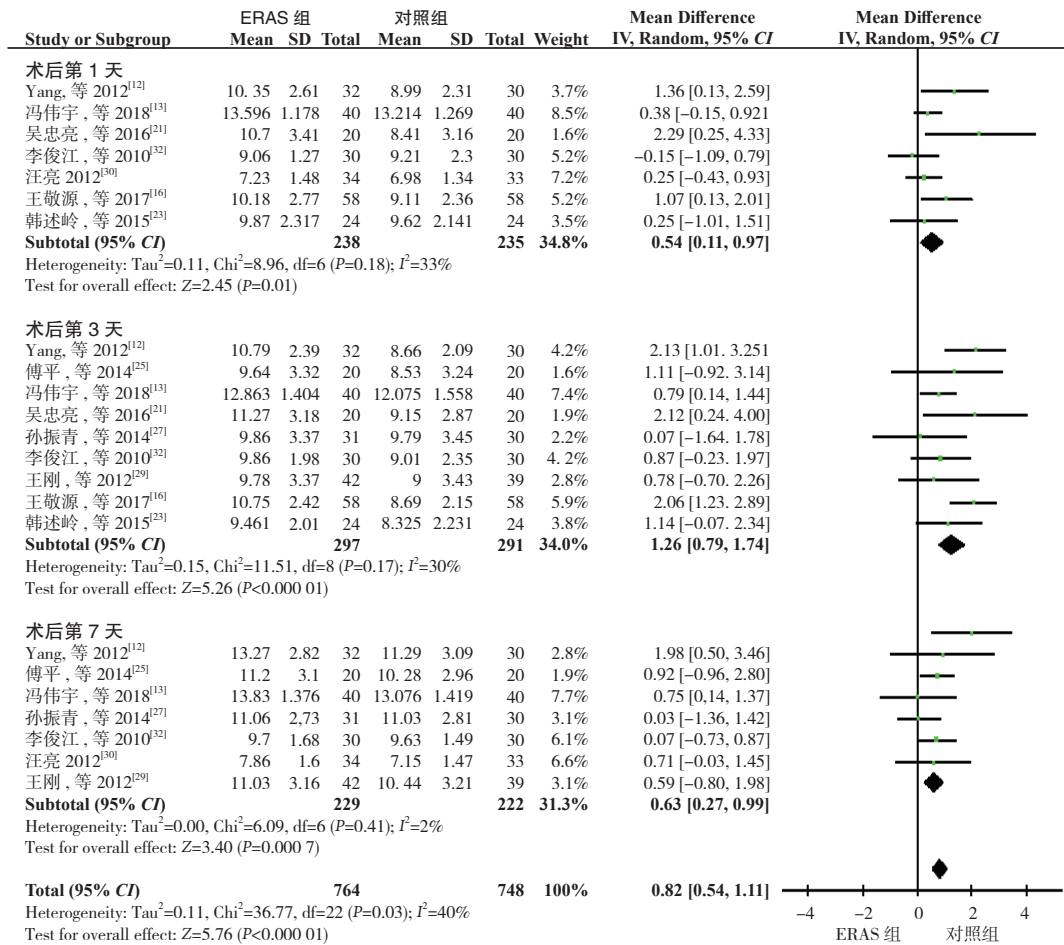 ERAS 组 对照组 Mean Difference Mean Difference
Study or Subgroup Mean SD Total Mean SD Total Weight IV, Random, 95% CI IV, Random, 95% CI
术后第 1 天
Yang, 等 2012[12] 10. 35 2.61 32 8.99 2.31 30 3.7% 1.36 [0.13, 2.59]
冯伟宇 , 等 2018[13] 13.596 1.178 40 13.214 1.269 40 8.5% 0.38 [-0.15, 0.921
吴忠亮 , 等 2016[21] 10.7 3.41 20 8.41 3.16 20 1.6% 2.29 [0.25, 4.33]
李俊江 , 等 2010[32] 9.06 1.27 30 9.21 2.3 30 5.2% −0.15 [-1.09, 0.79]
汪亮 2012[30] 7.23 1.48 34 6.98 1.34 33 7.2% 0.25 [-0.43, 0.93]
王敬源 , 等 2017[16] 10.18 2.77 58 9.11 2.36 58 5.2% 1.07 [0.13, 2.01]
韩述岭 , 等 2015[23] 9.87 2.317 24 9.62 2.141 24 3.5% 0.25 [-1.01, 1.51]
Subtotal (95% CI) 238 235 34.8% 0.54 [0.11, 0.97]
Heterogeneity: Tau²=0.11, Chi²=8.96, df=6 (P=0.18); I²=33%
Test for overall effect: Z=2.45 (P=0.01)
术后第 3 天
Yang, 等 2012[12] 10.79 2.39 32 8.66 2.09 30 4.2% 2.13 [1.01. 3.251
傅平 , 等 2014[25] 9.64 3.32 20 8.53 3.24 20 1.6% 1.11 [-0.92. 3.14]
冯伟宇 , 等 2018[13] 12.863 1.404 40 12.075 1.558 40 7.4% 0.79 [0.14, 1.44]
吴忠亮 , 等 2016[21] 11.27 3.18 20 9.15 2.87 20 1.9% 2.12 [0.24. 4.00]
孙振青 , 等 2014[27] 9.86 3.37 31 9.79 3.45 30 2.2% 0.07 [-1.64. 1.78]
李俊江 , 等 2010[32] 9.86 1.98 30 9.01 2.35 30 4. 2% 0.87 [-0.23. 1.97]
王刚 , 等 2012[29] 9.78 3.37 42 9 3.43 39 2.8% 0.78 [-0.70. 2.26]
王敬源 , 等 2017[16] 10.75 2.42 58 8.69 2.15 58 5.9% 2.06 [1.23. 2.89]
韩述岭 , 等 2015[23] 9.461 2.01 24 8.325 2.231 24 3.8% 1.14 [-0.07. 2.34]
Subtotal (95% CI) 297 291 34.0% 1.26 [0.79, 1.74]
Heterogeneity: Tau²=0.15, Chi²=11.51, df=8 (P=0.17); I²=30%
Test for overall effect: Z=5.26 (P<0.000 01)
术后第 7 天
Yang, 等 2012[12] 13.27 2.82 32 11.29 3.09 30 2.8% 1.98 [0.50, 3.46]
傅平 , 等 2014[25] 11.2 3.1 20 10. 28 2.96 20 1.9% 0.92 [-0.96, 2.80]
冯伟宇 , 等 2018[13] 13.83 1.376 40 13.076 1.419 40 7.7% 0.75 [0,14, 1.37]
孙振青 , 等 2014[27] 11.06 2,73 31 11.03 2.81 30 3.1% 0.03 [-1.36, 1.42]
李俊江 , 等 2010[32] 9.7 1.68 30 9.63 1.49 30 6.1% 0.07 [-0.73, 0.87]
汪亮 2012[30] 7.86 1.6 34 7.15 1.47 33 6.6% 0.71 [-0.03, 1.45]
王刚 , 等 2012[29] 11.03 3.16 42 10. 44 3.21 39 3.1% 0.59 [-0.80, 1.98]
Subtotal (95% CI) 229 222 31.3% 0.63 [0.27, 0.99]
Heterogeneity: Tau²=0.00, Chi²=6.09, df=6 (P=0.41); I²=2%
Test for overall effect: Z=3.40 (P=0.000 7)
Total (95% CI) 764 748 100% 0.82 [0.54, 1.11]
Heterogeneity: Tau²=0.11, Chi²=36.77, df=22 (P=0.03); I²=40%
Test for overall effect: Z=5.76 (P<0.000 01)
−4 −2 0 2 4
ERAS 组 对照组